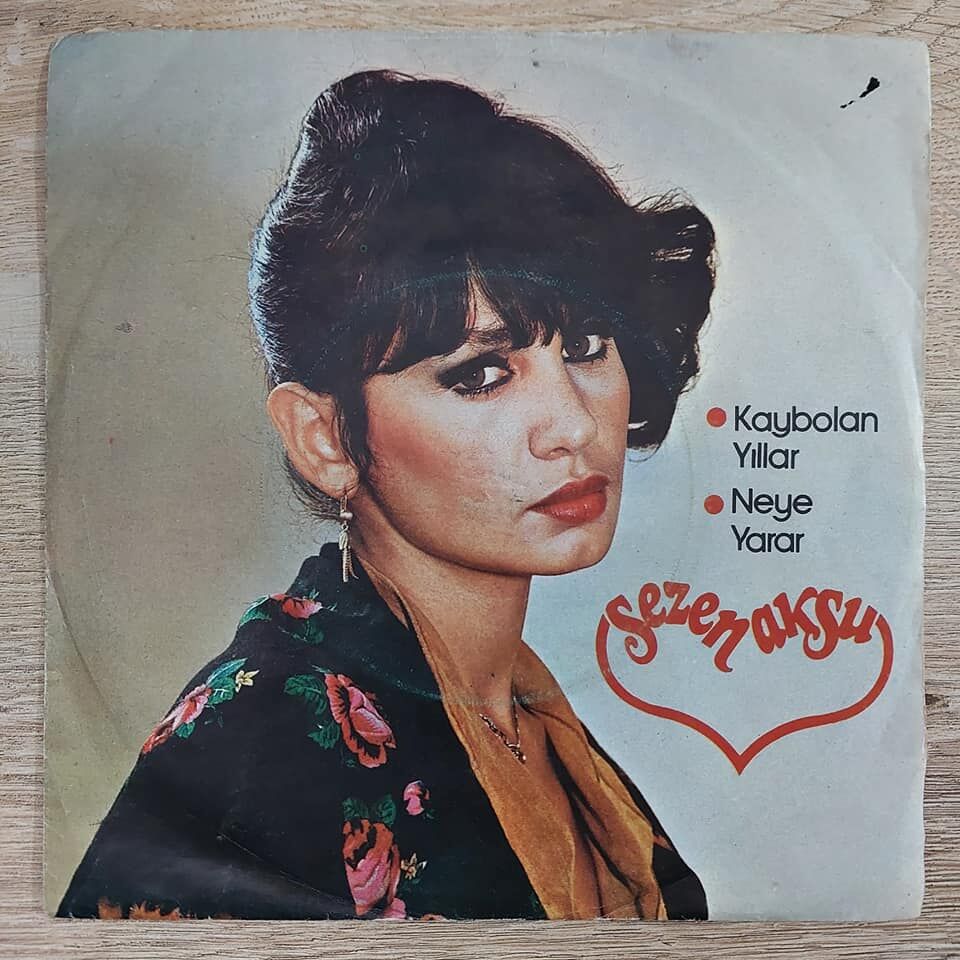 Kaybolan
Yıllar
Neye
Yarar
sezen aksu